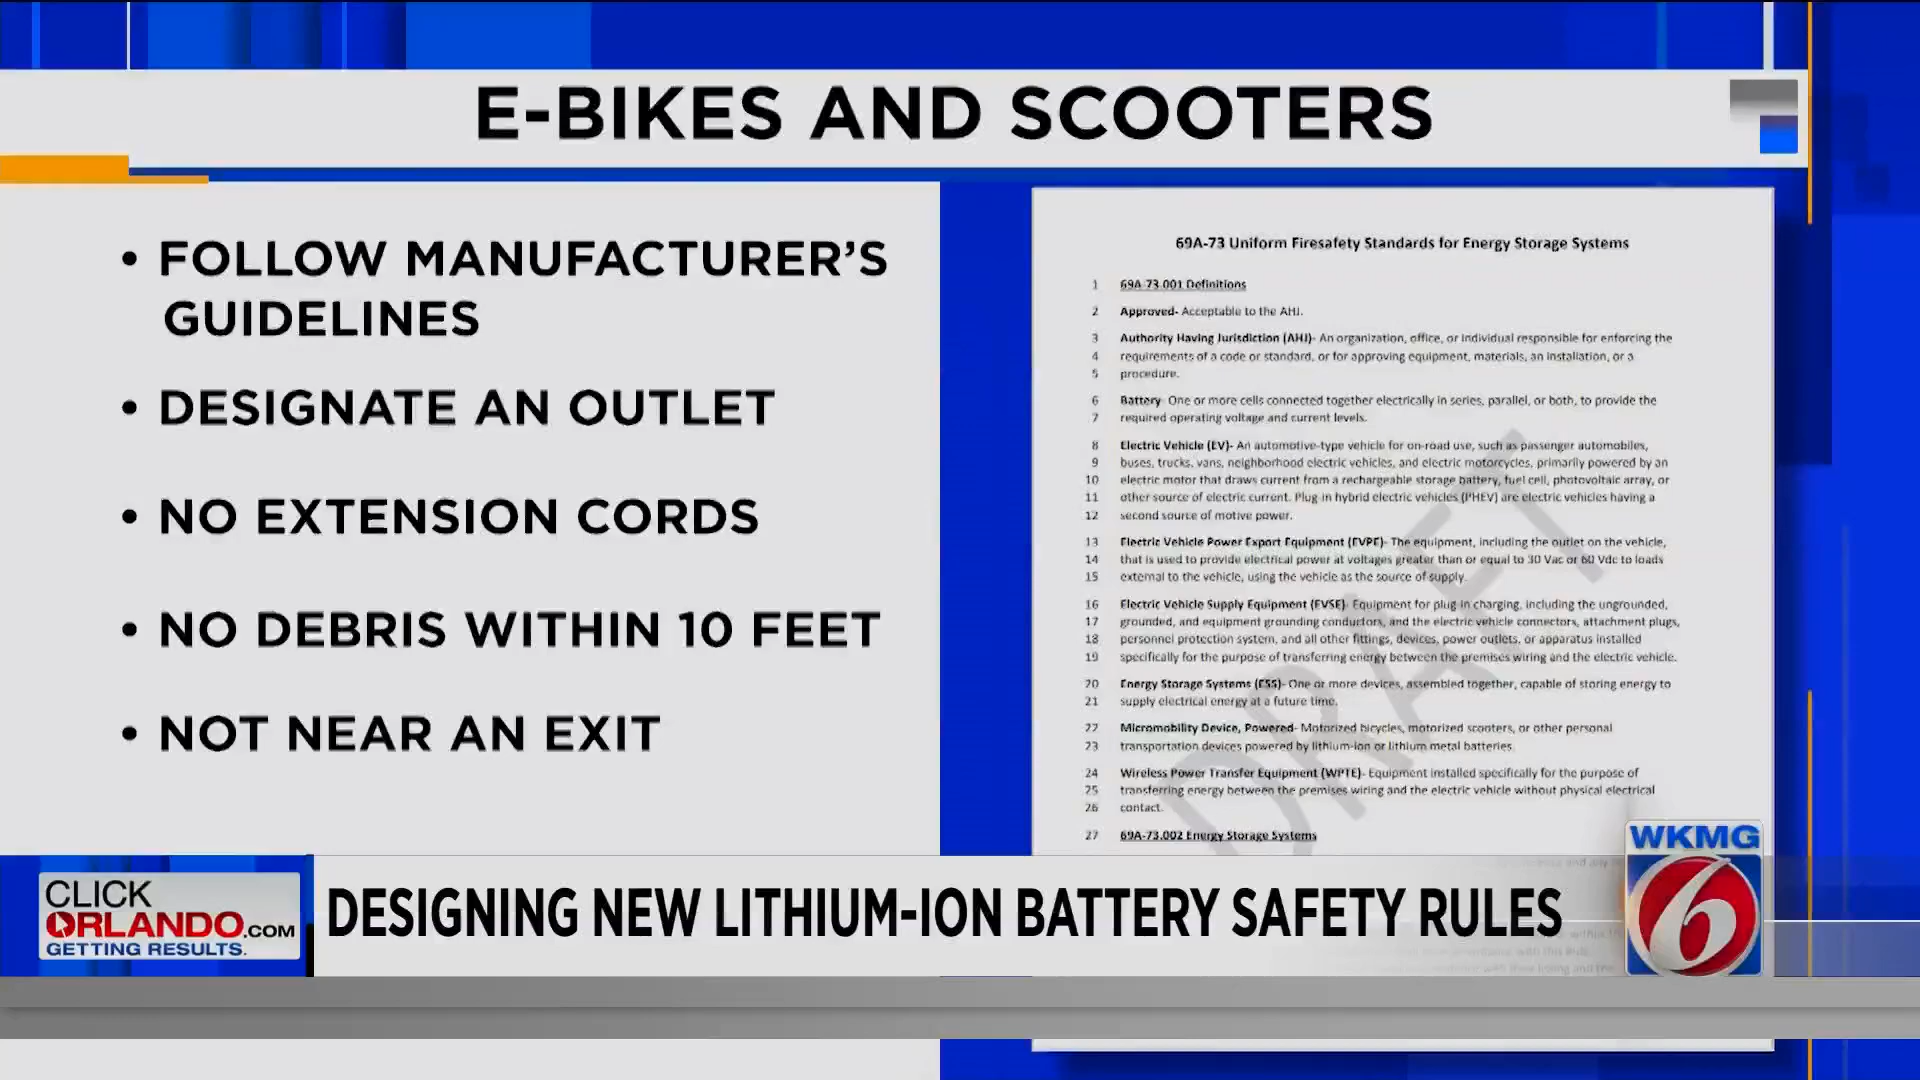 E-BIKES AND SCOOTERS
• FOLLOW MANUFACTURER'S
GUIDELINES
• DESIGNATE AN OUTLET
• NO EXTENSION CORDS
• NO DEBRIS WITHIN 10 FEET
• NOT NEAR AN EXIT
69A-73 Uniform Firesafety Standards for Energy Storage Systems
1 69A-73.001 Definitions
2 Approved- Acceptable to the AHJ.
3 Authority Having Jurisdiction (AHJ)- An organization, office, or individual responsible for enforcing the
4 requirements of a code or standard, or for approving equipment, materials, an installation, or a
5 procedure.
6 Battery- One or more cells connected together electrically in series, parallel, or both, to provide the
7 required operating voltage and current levels.
8 Electric Vehicle (EV)- An automotive-type vehicle for on-road use, such as passenger automobiles,
9 buses, trucks, vans, neighborhood electric vehicles, and electric motorcycles, primarily powered by an
10 electric motor that draws current from a rechargeable storage battery, fuel cell, photovoltaic array, or
11 other source of electric current. Plug-in hybrid electric vehicles (PHEV) are electric vehicles having a
12 second source of motive power.
13 Electric Vehicle Power Export Equipment (EVPE)- The equipment, including the outlet on the vehicle,
14 that is used to provide electrical power at voltages greater than or equal to 30 Vac or 60 Vdc to loads
15 external to the vehicle, using the vehicle as the source of supply.
16 Electric Vehicle Supply Equipment (EVSE)- Equipment for plug-in charging, including the ungrounded,
17 grounded, and equipment grounding conductors, and the electric vehicle connectors, attachment plugs,
18 personnel protection system, and all other fittings, devices, power outlets, or apparatus installed
19 specifically for the purpose of transferring energy between the premises wiring and the electric vehicle.
20 Energy Storage Systems (ESS)- One or more devices, assembled together, capable of storing energy to
21 supply electrical energy at a future time.
22 Micromobility Device, Powered- Motorized bicycles, motorized scooters, or other personal
23 transportation devices powered by lithium-ion or lithium metal batteries.
24 Wireless Power Transfer Equipment (WPTE)- Equipment installed specifically for the purpose of
25 transferring energy between the premises wiring and the electric vehicle without physical electrical
26 contact.
27 69A-73.002 Energy Storage Systems
DRAFT
CLICK
ORLANDO.COM
GETTING RESULTS.
DESIGNING NEW LITHIUM-ION BATTERY SAFETY RULES
WKMG
6